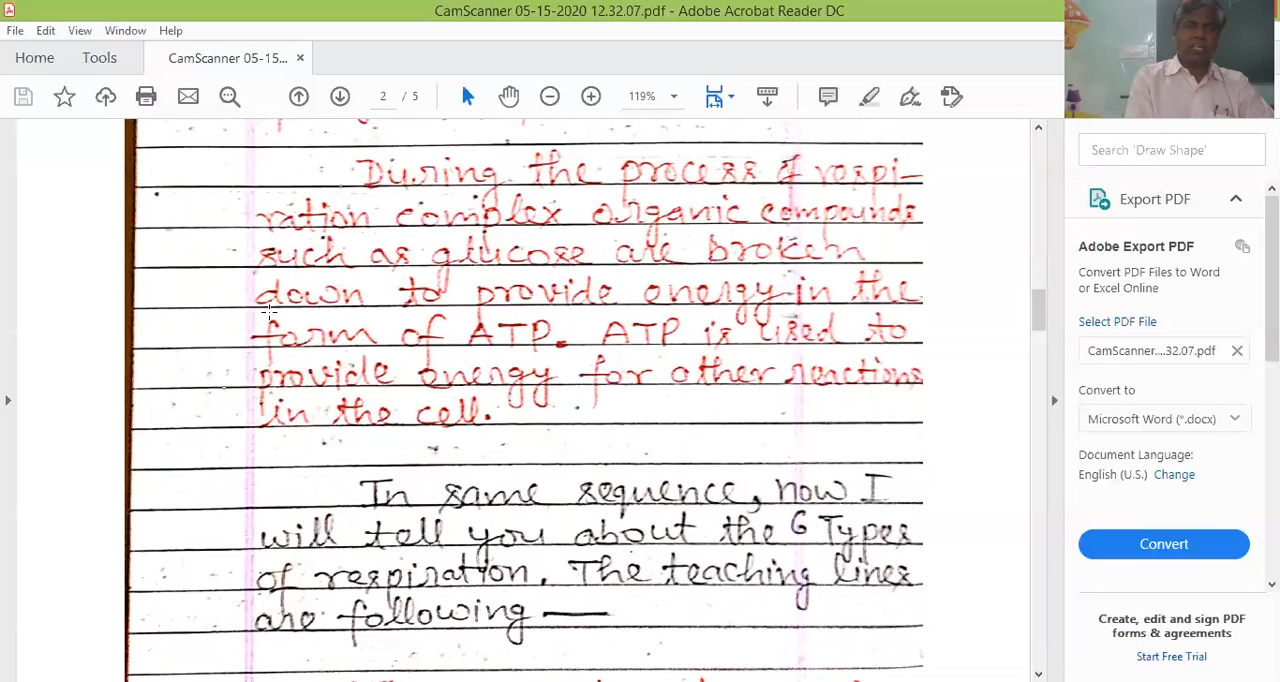 CamScanner 05-15-2020 12.32.07.pdf - Adobe Acrobat Reader DC
File Edit View Window Help
Home Tools CamScanner 05-15... ×
2 / 5 119%
During the process of respi-
ration complex organic compounds
such as glucose are broken
down to provide energy in the
form of ATP. ATP is used to
provide energy for other reactions
in the cell.
In same sequence, now I
will tell you about the 6 Types
of respiration. The teaching lines
are following —
Search 'Draw Shape'
Export PDF
Adobe Export PDF
Convert PDF Files to Word
or Excel Online
Select PDF File
CamScanner....32.07.pdf
Convert to
Microsoft Word (*.docx)
Document Language:
English (U.S.) Change
Convert
Create, edit and sign PDF
forms & agreements
Start Free Trial